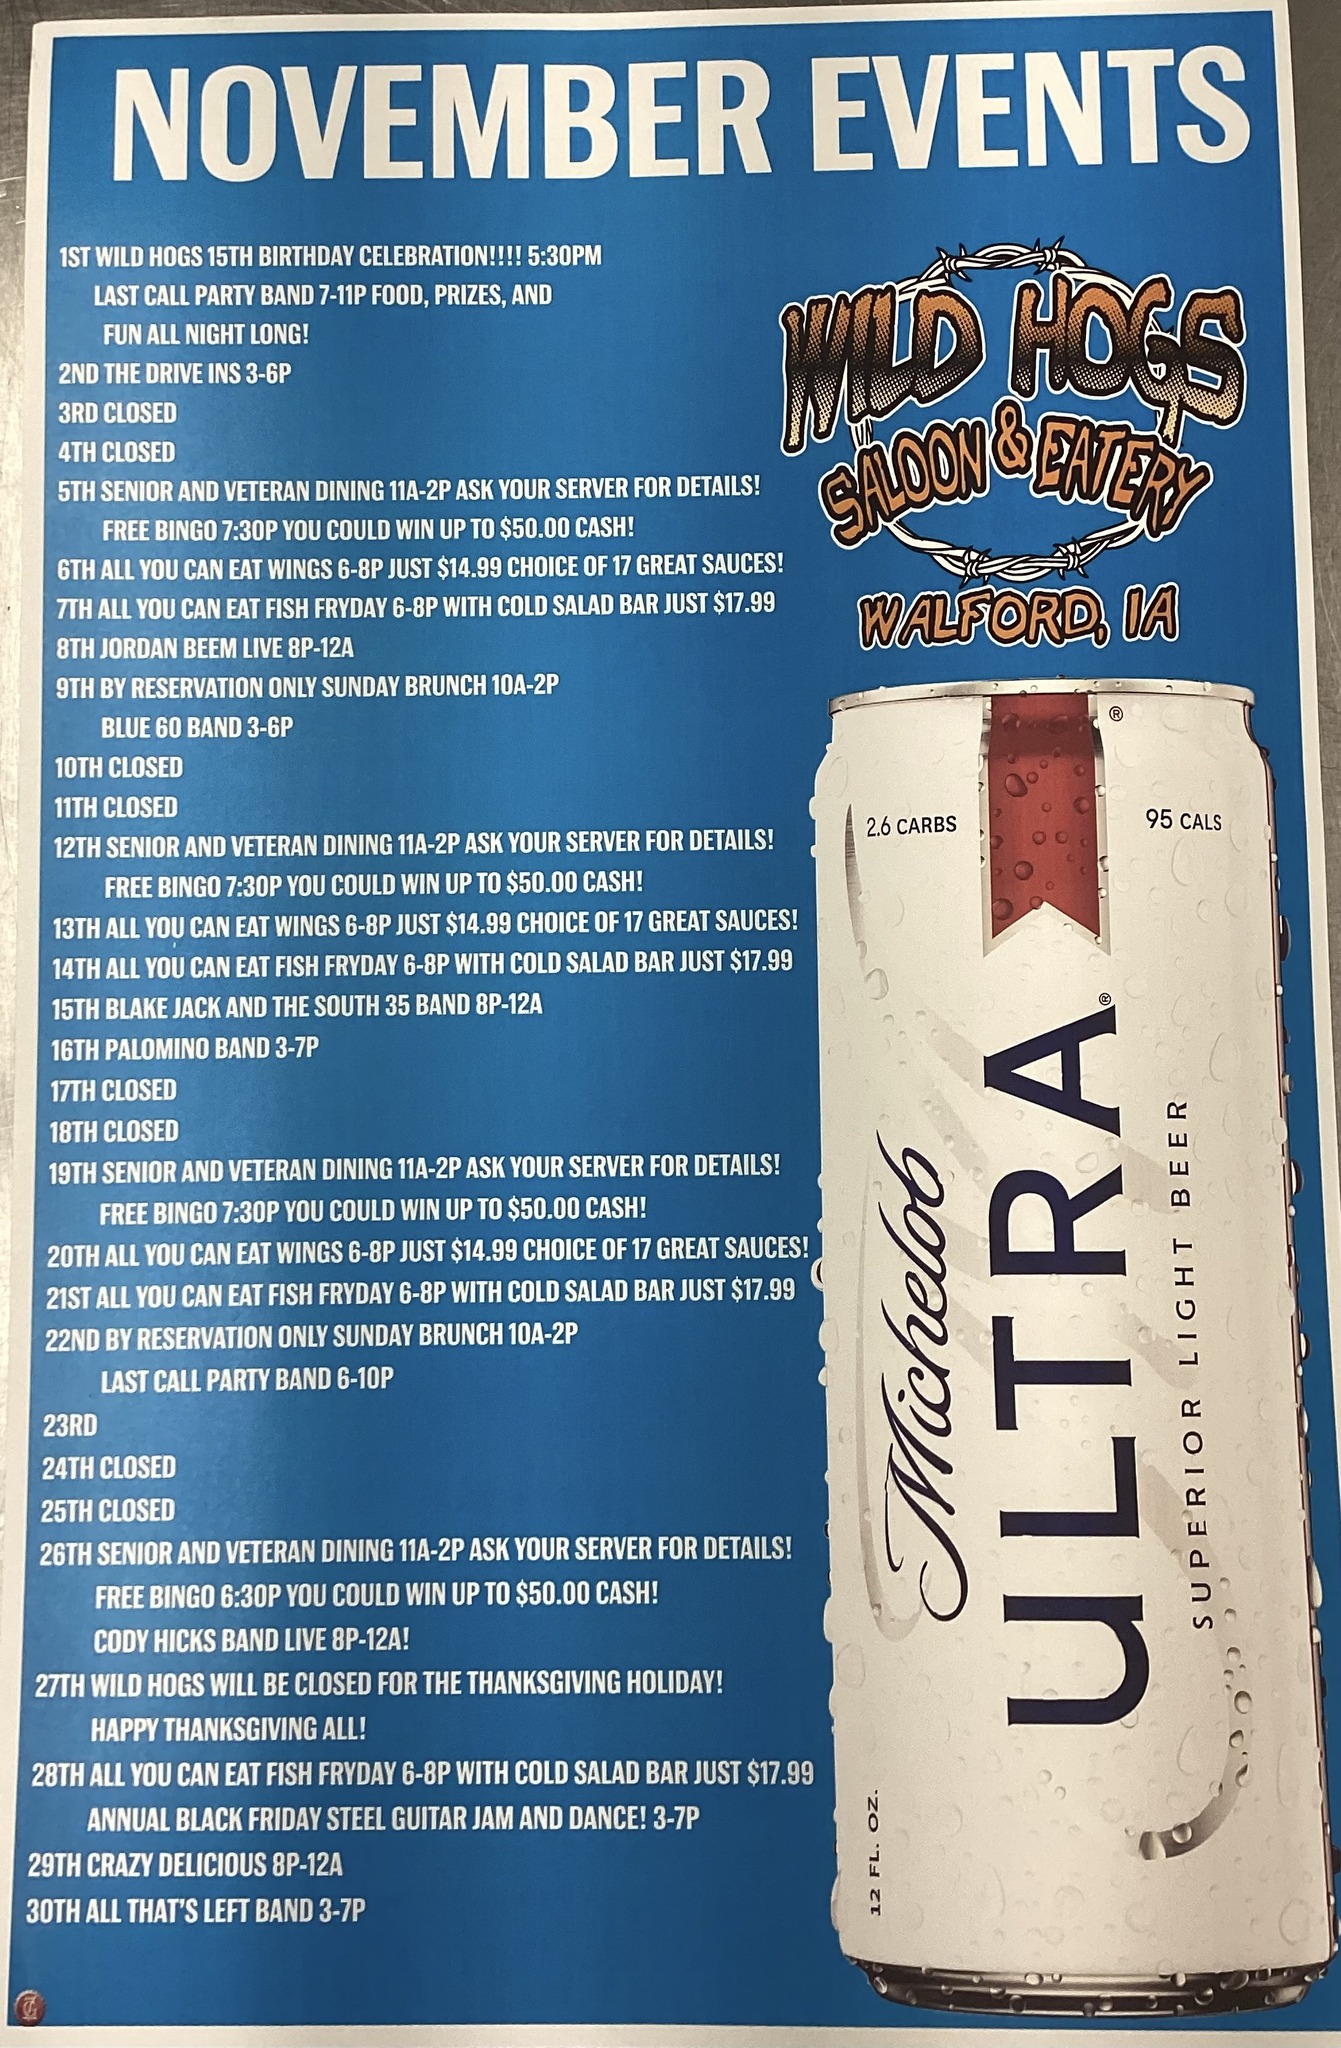 NOVEMBER EVENTS
1ST WILD HOGS 15TH BIRTHDAY CELEBRATION!!!! 5:30PM
LAST CALL PARTY BAND 7-11P FOOD, PRIZES, AND
FUN ALL NIGHT LONG!
2ND THE DRIVE INS 3-6P
3RD CLOSED
4TH CLOSED
5TH SENIOR AND VETERAN DINING 11A-2P ASK YOUR SERVER FOR DETAILS!
FREE BINGO 7:30P YOU COULD WIN UP TO $50.00 CASH!
6TH ALL YOU CAN EAT WINGS 6-8P JUST $14.99 CHOICE OF 17 GREAT SAUCES!
7TH ALL YOU CAN EAT FISH FRYDAY 6-8P WITH COLD SALAD BAR JUST $17.99
8TH JORDAN BEEM LIVE 8P-12A
9TH BY RESERVATION ONLY SUNDAY BRUNCH 10A-2P
BLUE 60 BAND 3-6P
10TH CLOSED
11TH CLOSED
12TH SENIOR AND VETERAN DINING 11A-2P ASK YOUR SERVER FOR DETAILS!
FREE BINGO 7:30P YOU COULD WIN UP TO $50.00 CASH!
13TH ALL YOU CAN EAT WINGS 6-8P JUST $14.99 CHOICE OF 17 GREAT SAUCES!
14TH ALL YOU CAN EAT FISH FRYDAY 6-8P WITH COLD SALAD BAR JUST $17.99
15TH BLAKE JACK AND THE SOUTH 35 BAND 8P-12A
16TH PALOMINO BAND 3-7P
17TH CLOSED
18TH CLOSED
19TH SENIOR AND VETERAN DINING 11A-2P ASK YOUR SERVER FOR DETAILS!
FREE BINGO 7:30P YOU COULD WIN UP TO $50.00 CASH!
20TH ALL YOU CAN EAT WINGS 6-8P JUST $14.99 CHOICE OF 17 GREAT SAUCES!
21ST ALL YOU CAN EAT FISH FRYDAY 6-8P WITH COLD SALAD BAR JUST $17.99
22ND BY RESERVATION ONLY SUNDAY BRUNCH 10A-2P
LAST CALL PARTY BAND 6-10P
23RD
24TH CLOSED
25TH CLOSED
26TH SENIOR AND VETERAN DINING 11A-2P ASK YOUR SERVER FOR DETAILS!
FREE BINGO 6:30P YOU COULD WIN UP TO $50.00 CASH!
CODY HICKS BAND LIVE 8P-12A!
27TH WILD HOGS WILL BE CLOSED FOR THE THANKSGIVING HOLIDAY!
HAPPY THANKSGIVING ALL!
28TH ALL YOU CAN EAT FISH FRYDAY 6-8P WITH COLD SALAD BAR JUST $17.99
ANNUAL BLACK FRIDAY STEEL GUITAR JAM AND DANCE! 3-7P
29TH CRAZY DELICIOUS 8P-12A
30TH ALL THAT'S LEFT BAND 3-7P
WILD HOGS
SALOON & EATERY
WALFORD, IA
®
2.6 CARBS
95 CALS
Michelob
ULTRA®
SUPERIOR LIGHT BEER
12 FL. OZ.